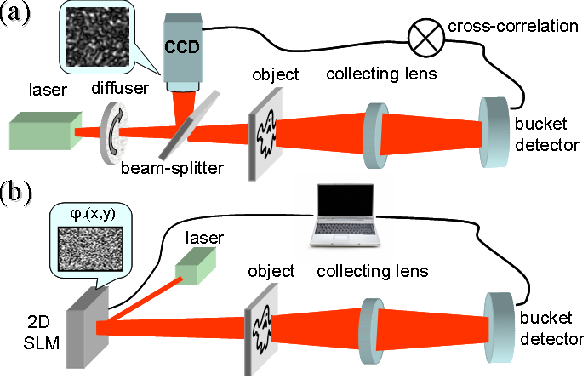 (a)
CCD
cross-correlation
laser
diffuser
object
collecting lens
beam-splitter
bucket
detector
(b)
φᵣ(x,y)
laser
object
collecting lens
2D
SLM
bucket
detector